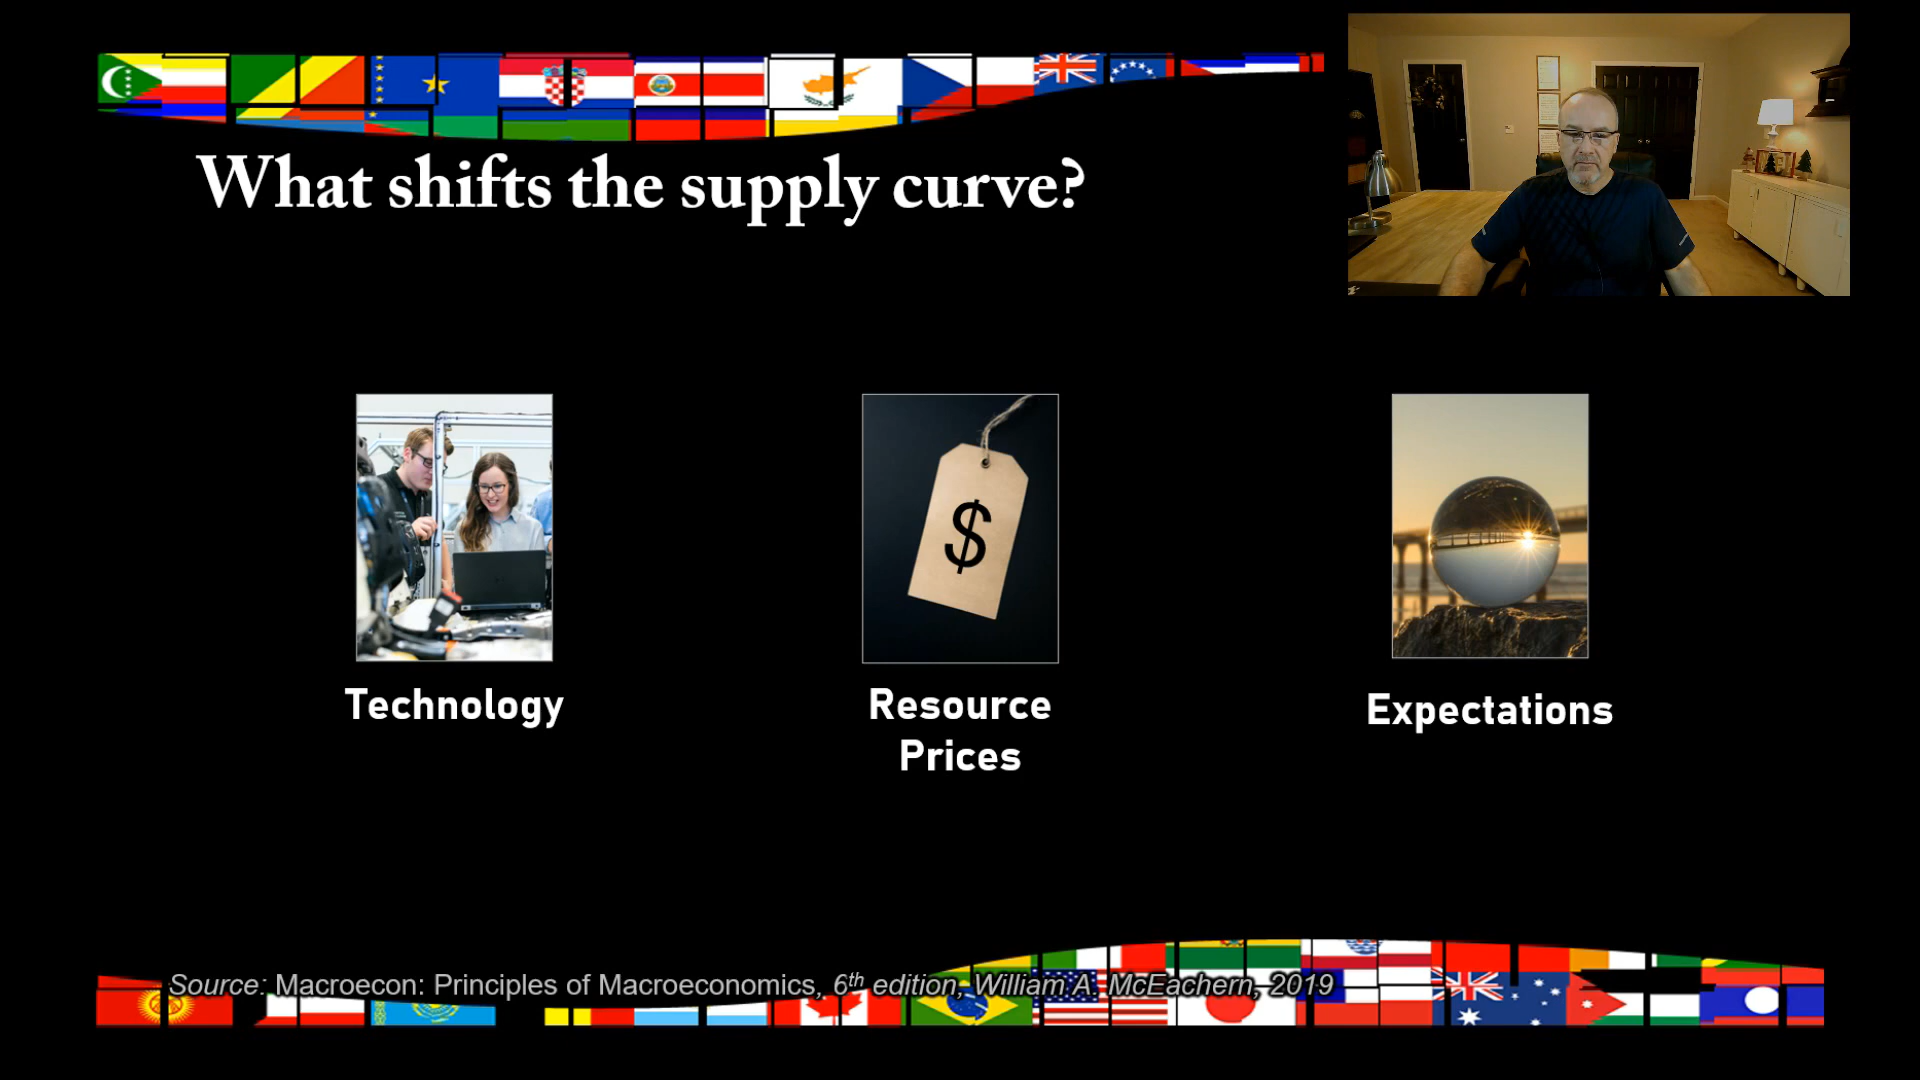 What shifts the supply curve?
$
Technology
Resource
Prices
Expectations
Source: Macroecon: Principles of Macroeconomics, 6th edition, William A. McEachern, 2019